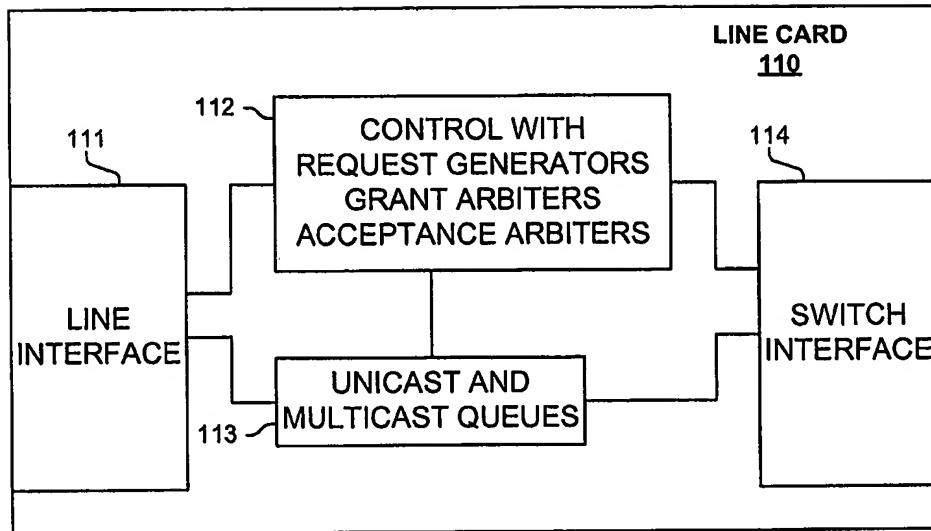 LINE CARD
110
112
CONTROL WITH
REQUEST GENERATORS
GRANT ARBITERS
ACCEPTANCE ARBITERS
111
LINE
INTERFACE
114
SWITCH
INTERFACE
UNICAST AND
MULTICAST QUEUES
113